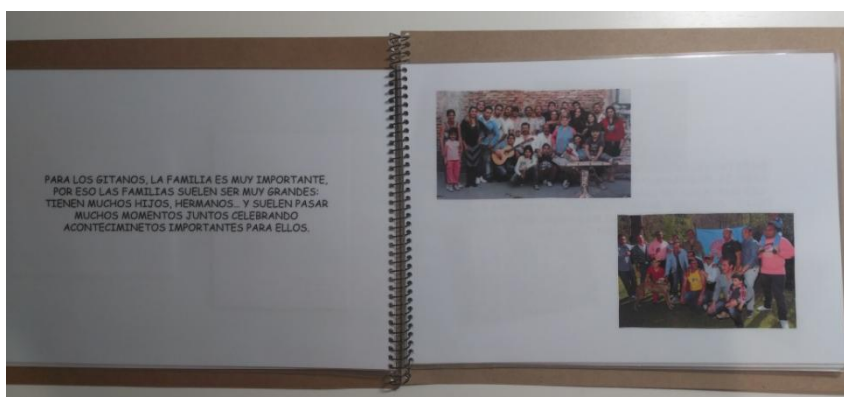 PARA LOS GITANOS, LA FAMILIA ES MUY IMPORTANTE,
POR ESO LAS FAMILIAS SUELEN SER MUY GRANDES:
TIENEN MUCHOS HIJOS, HERMANOS... Y SUELEN PASAR
MUCHOS MOMENTOS JUNTOS CELEBRANDO
ACONTECIMINETOS IMPORTANTES PARA ELLOS.